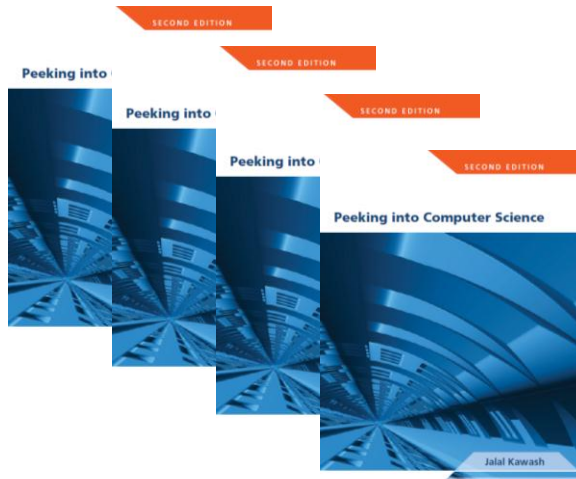 SECOND EDITION
Peeking into
SECOND EDITION
Peeking into
SECOND EDITION
Peeking into
SECOND EDITION
Peeking into Computer Science
Jalal Kawash